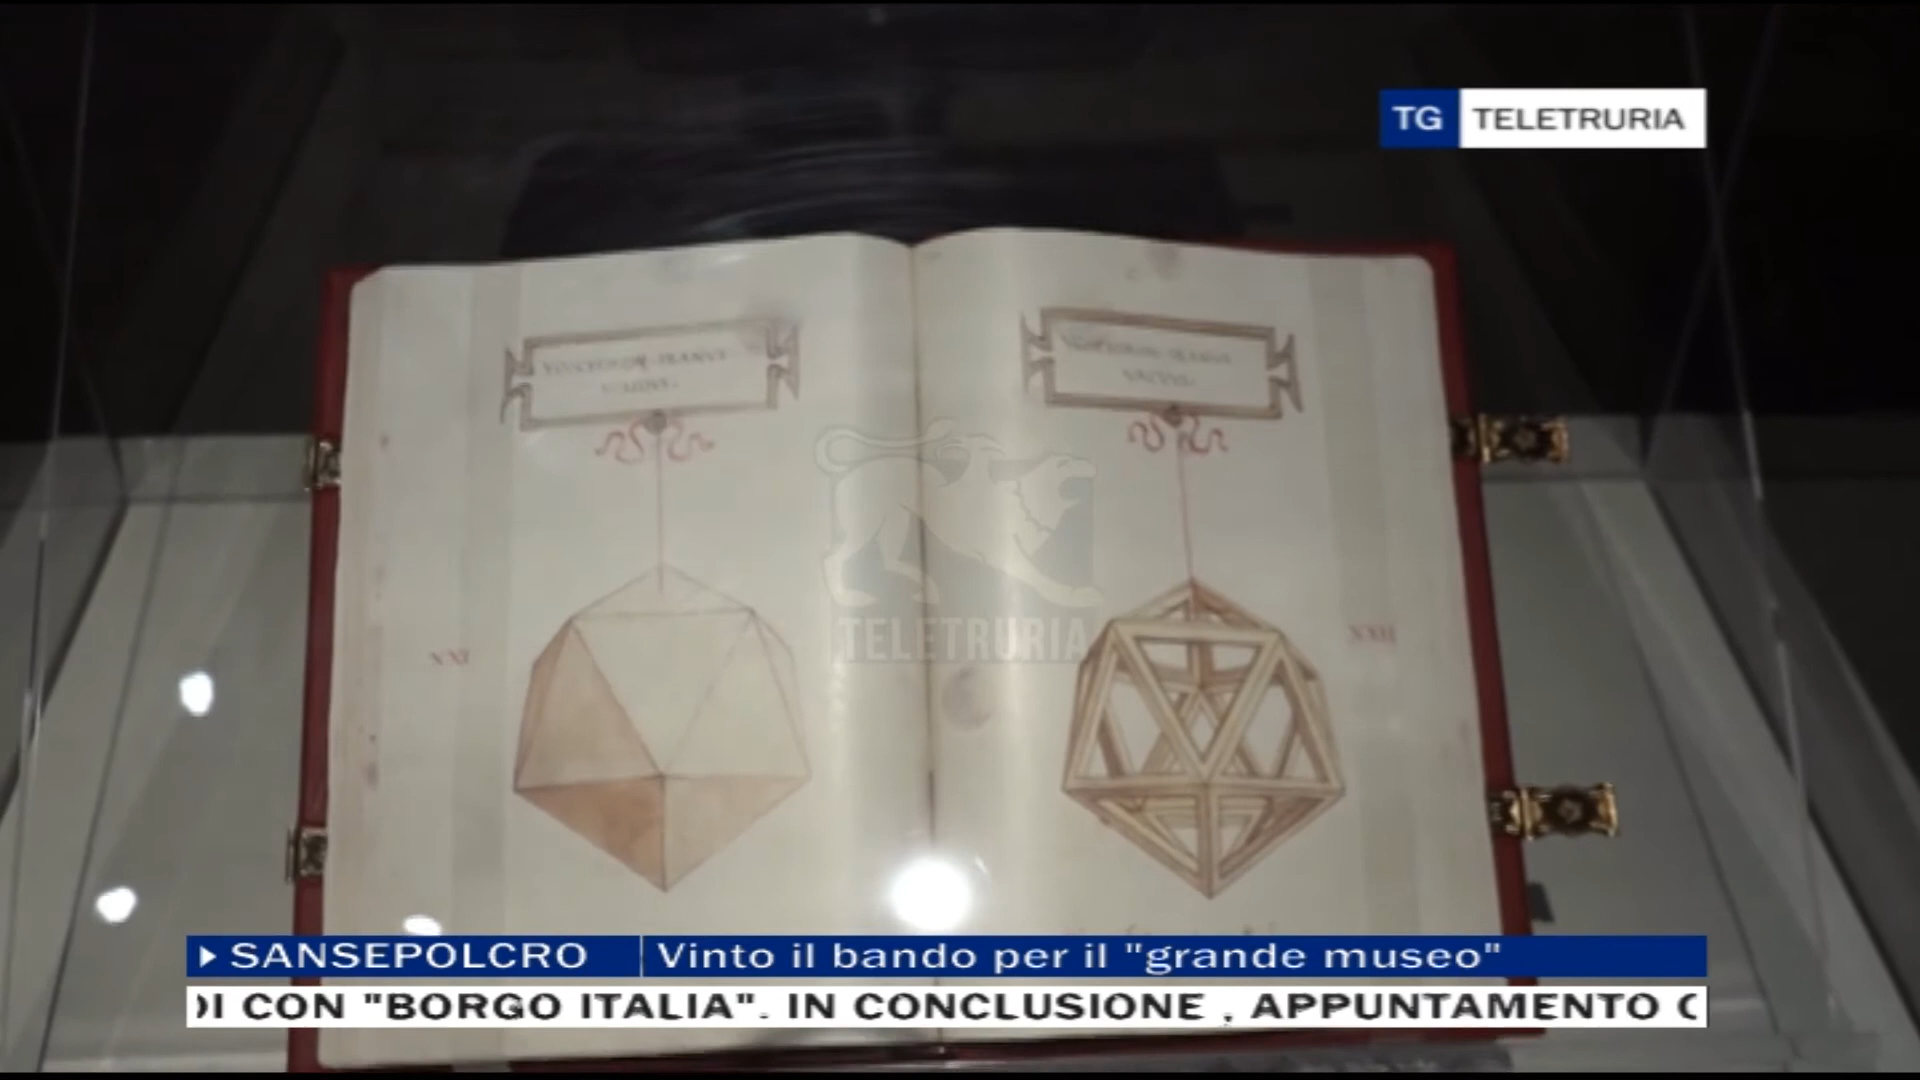 TG TELETRURIA
XXI
XXII
TELETRURIA
SANSEPOLCRO Vinto il bando per il "grande museo"
CON "BORGO ITALIA". IN CONCLUSIONE , APPUNTAMENTO